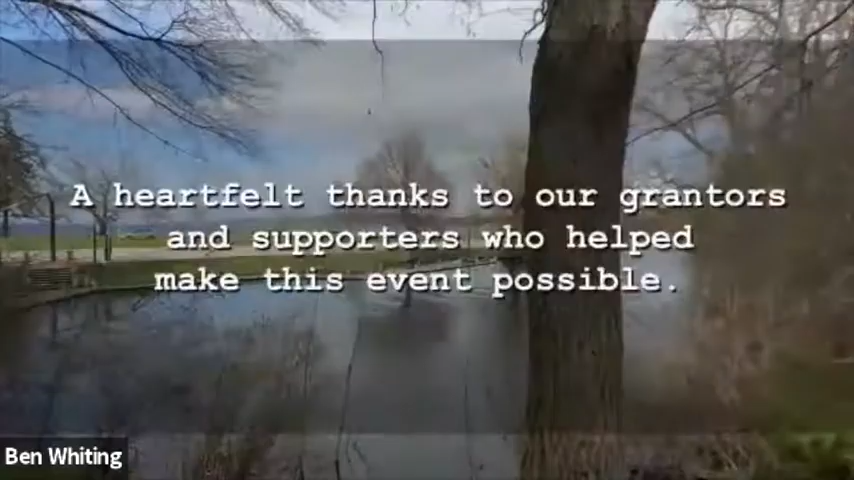 A heartfelt thanks to our grantors
and supporters who helped
make this event possible.
Ben Whiting